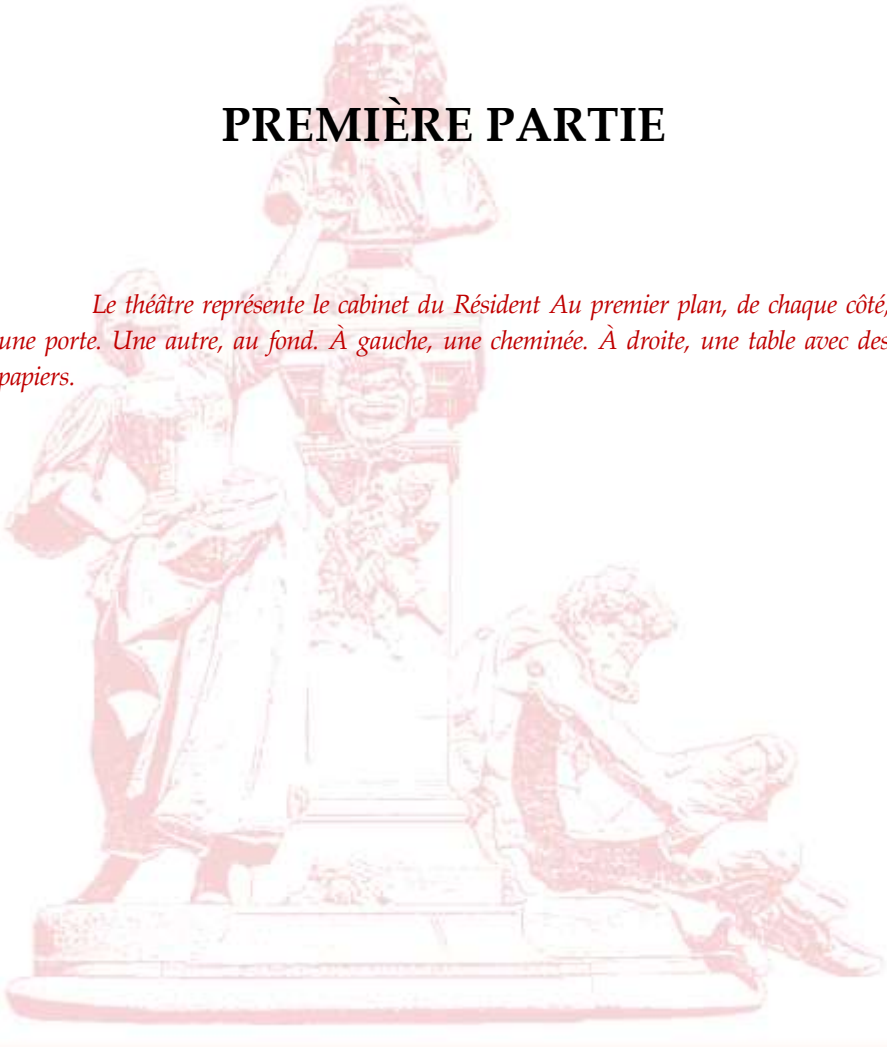 PREMIÈRE PARTIE
Le théâtre représente le cabinet du Résident Au premier plan, de chaque côté,
une porte. Une autre, au fond. À gauche, une cheminée. À droite, une table avec des
papiers.